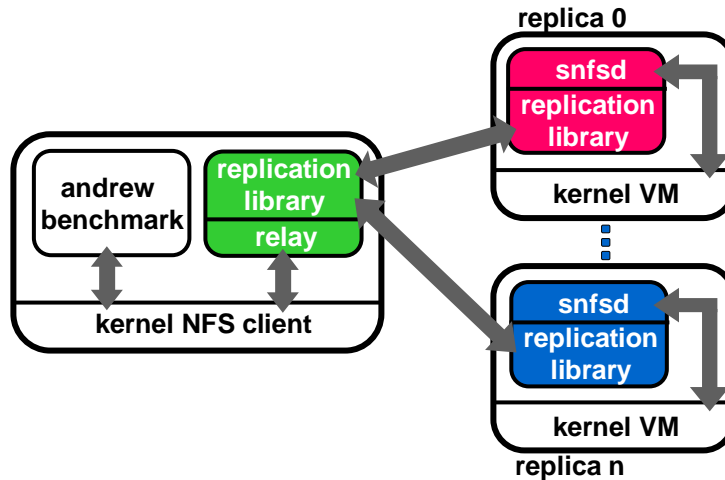 replica 0
snfsd
replication
library
kernel VM
andrew
benchmark
replication
library
relay
kernel NFS client
snfsd
replication
library
kernel VM
replica n